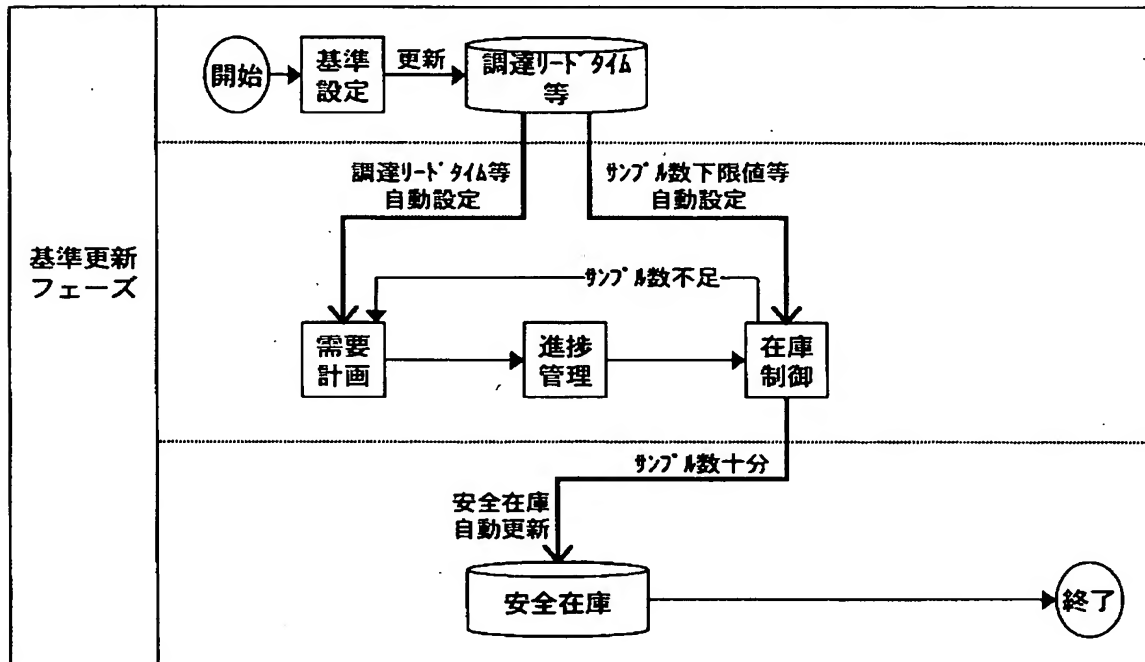 開始
基準
設定
更新
調達ﾘｰﾄﾞﾀｲﾑ
等
調達ﾘｰﾄﾞﾀｲﾑ等
自動設定
ｻﾝﾌﾟﾙ数下限値等
自動設定
基準更新
フェーズ
ｻﾝﾌﾟﾙ数不足
需要
計画
進捗
管理
在庫
制御
ｻﾝﾌﾟﾙ数十分
安全在庫
自動更新
安全在庫
終了